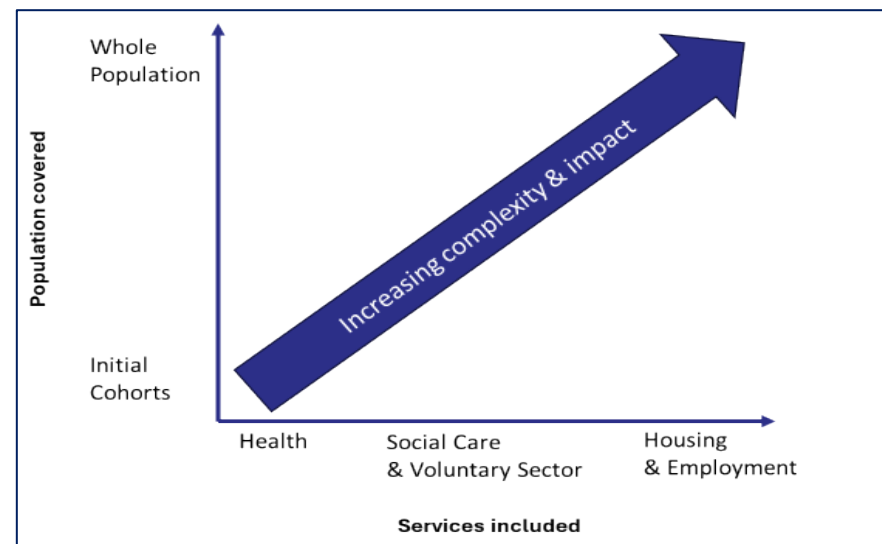 Whole
Population
Population covered
Increasing complexity & impact
Initial
Cohorts
Health
Social Care
& Voluntary Sector
Housing
& Employment
Services included